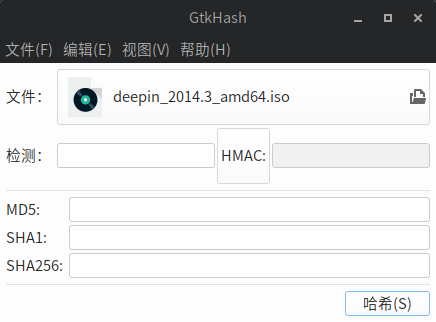 GtkHash
文件(F) 编辑(E) 视图(V) 帮助(H)
文件： deepin_2014.3_amd64.iso
检测： HMAC:
MD5:
SHA1:
SHA256:
哈希(S)